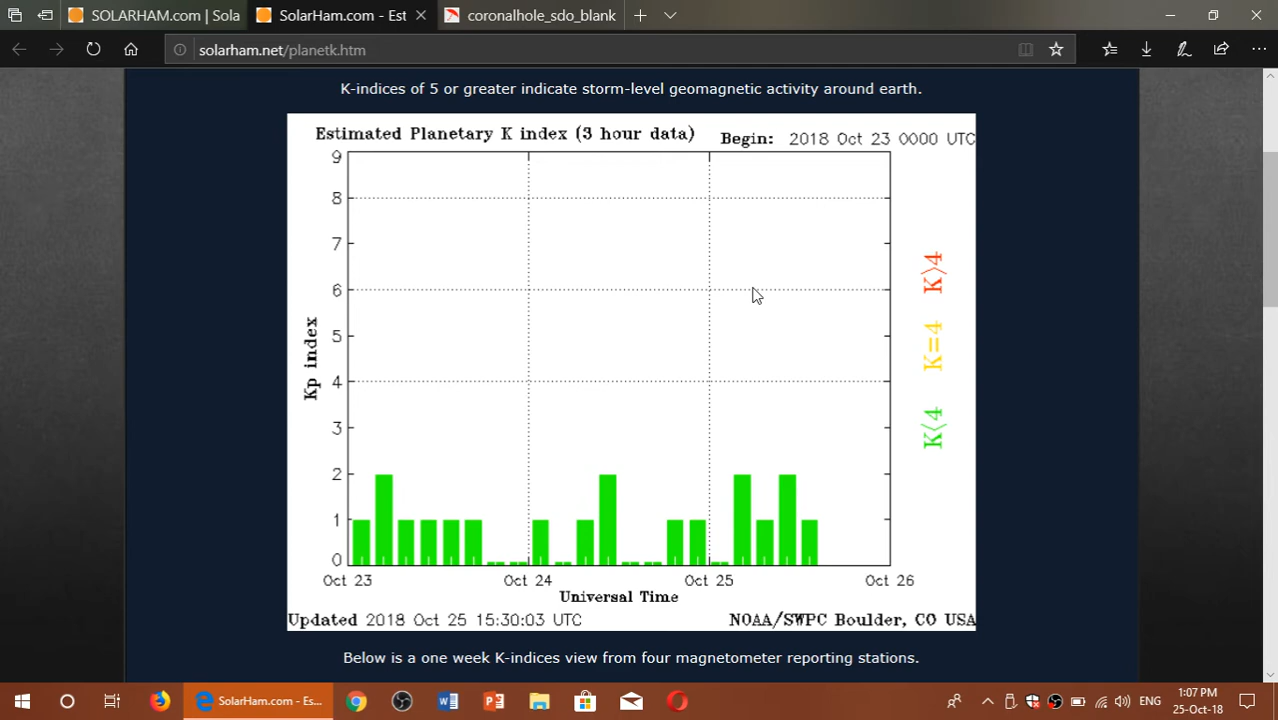 SOLARHAM.com | Sola
SolarHam.com - Est
coronalhole_sdo_blank
solarham.net/planetk.htm
K-indices of 5 or greater indicate storm-level geomagnetic activity around earth.
Estimated Planetary K index (3 hour data)
Begin: 2018 Oct 23 0000 UTC
9
8
7
6
5
4
3
2
1
0
Kp index
K>4
K=4
K<4
Oct 23
Oct 24
Oct 25
Oct 26
Universal Time
Updated 2018 Oct 25 15:30:03 UTC
NOAA/SWPC Boulder, CO USA
Below is a one week K-indices view from four magnetometer reporting stations.
SolarHam.com - Es...
ENG
1:07 PM
25-Oct-18